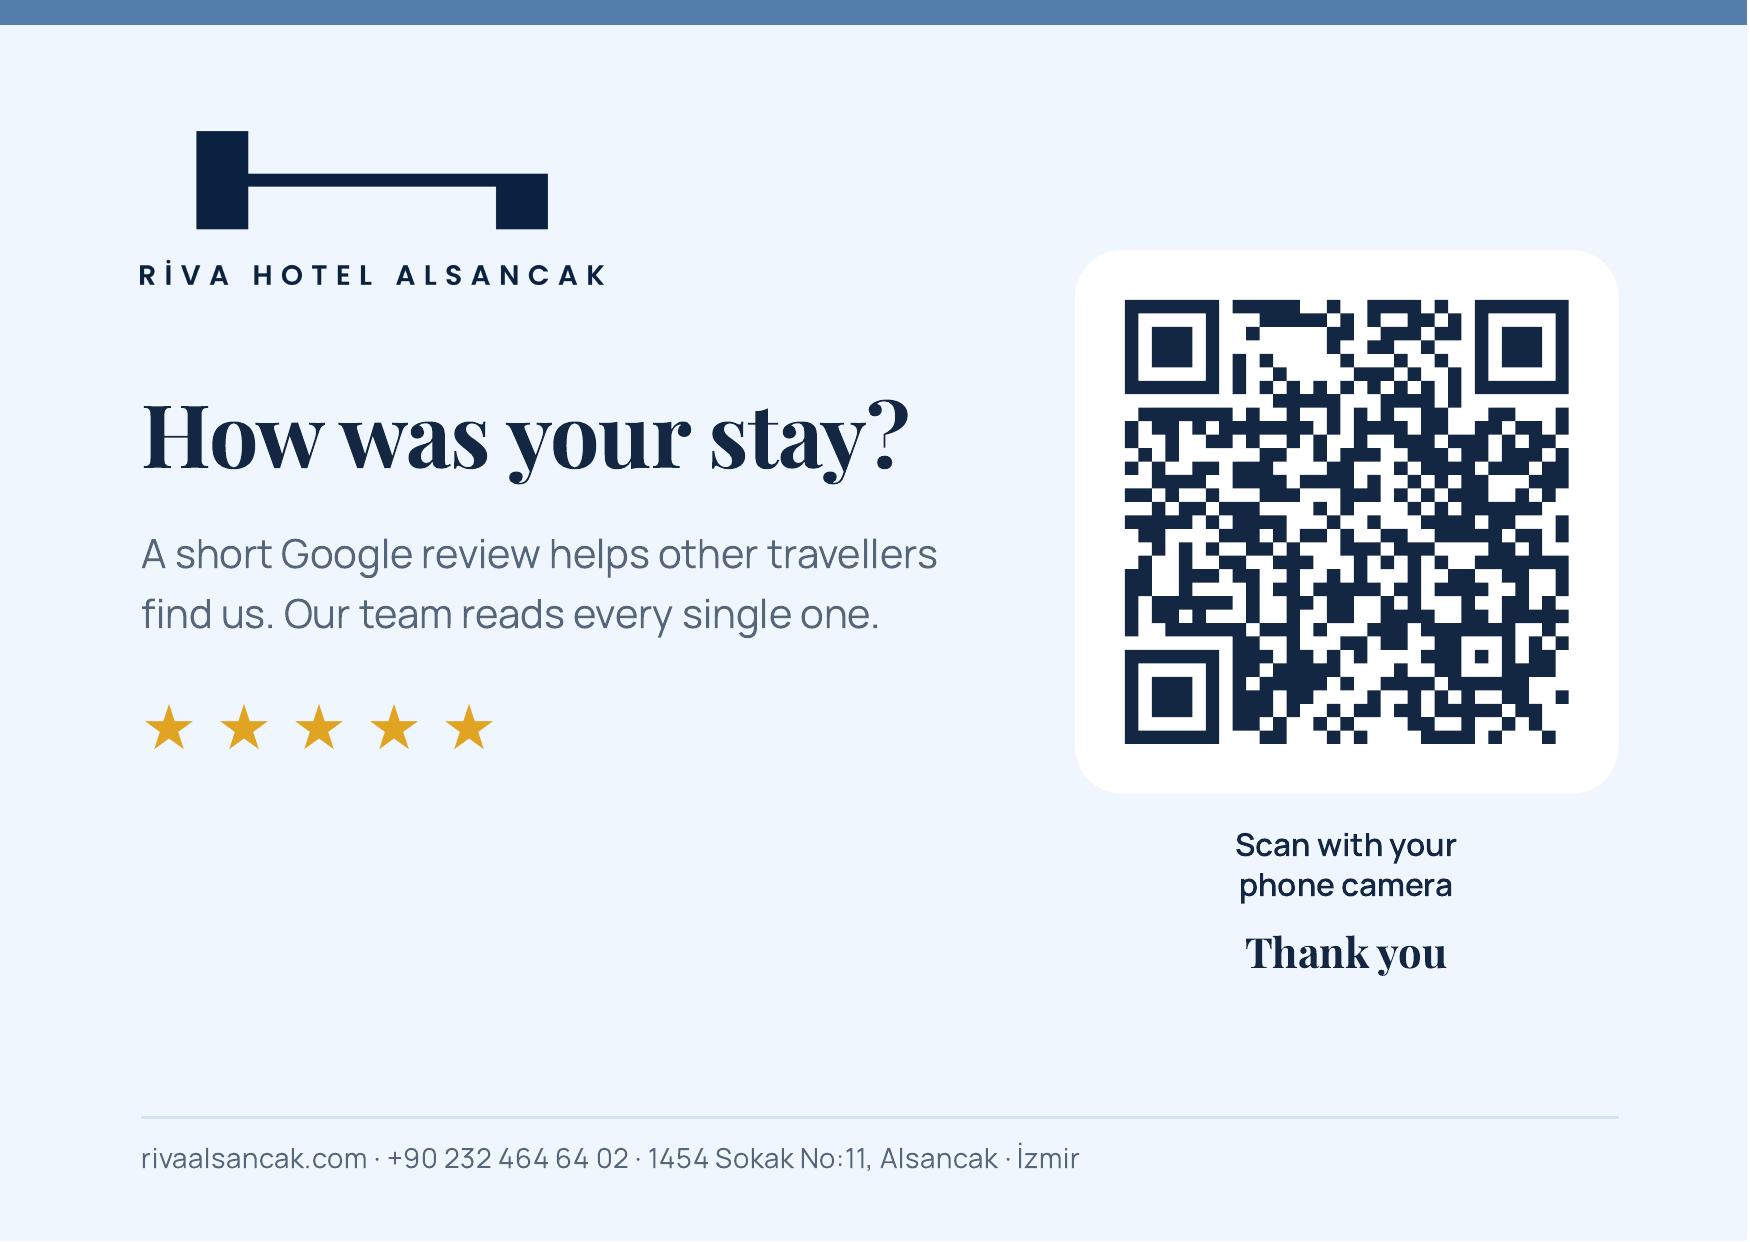 RİVA HOTEL ALSANCAK
How was your stay?
A short Google review helps other travellers
find us. Our team reads every single one.
Scan with your
phone camera
Thank you
rivaalsancak.com · +90 232 464 64 02 · 1454 Sokak No:11, Alsancak · İzmir